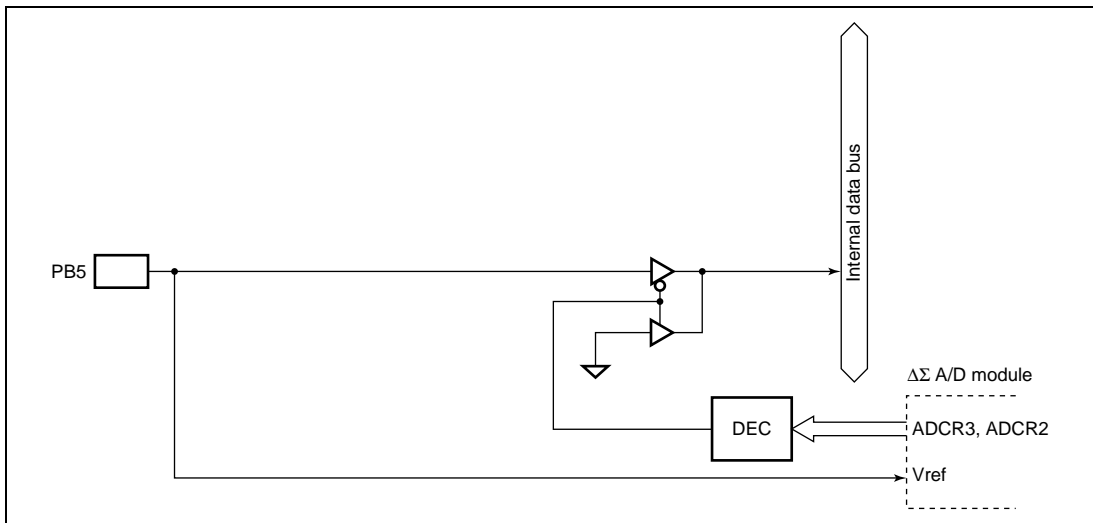 Internal data bus
PB5
ΔΣ A/D module
DEC
ADCR3, ADCR2
Vref